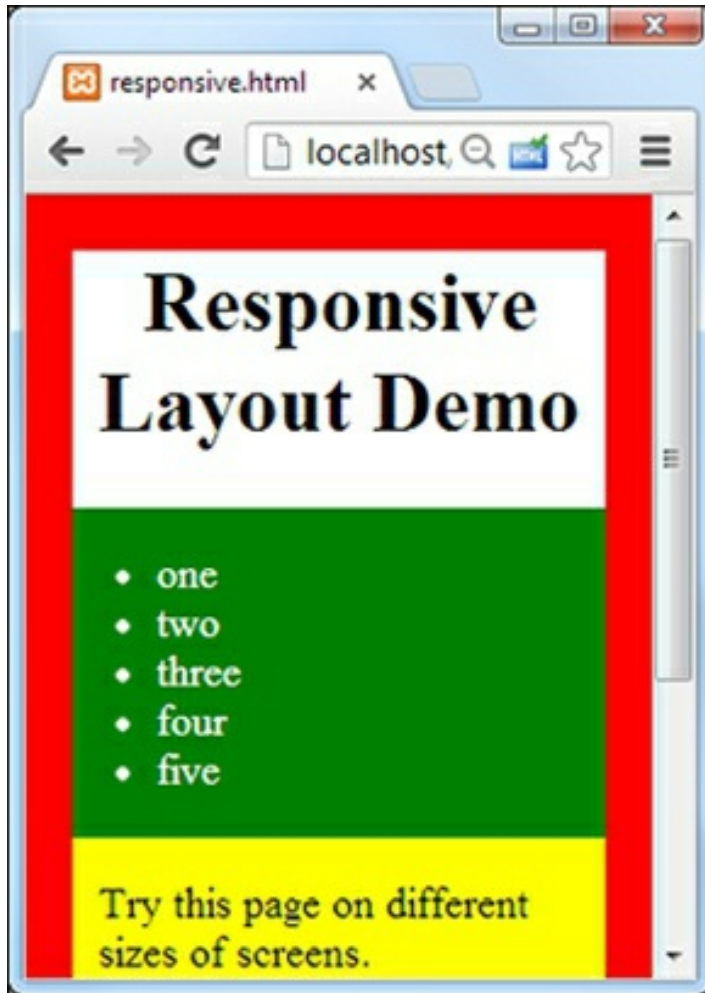 responsive.html
localhost,
Responsive
Layout Demo
one
two
three
four
five
Try this page on different
sizes of screens.